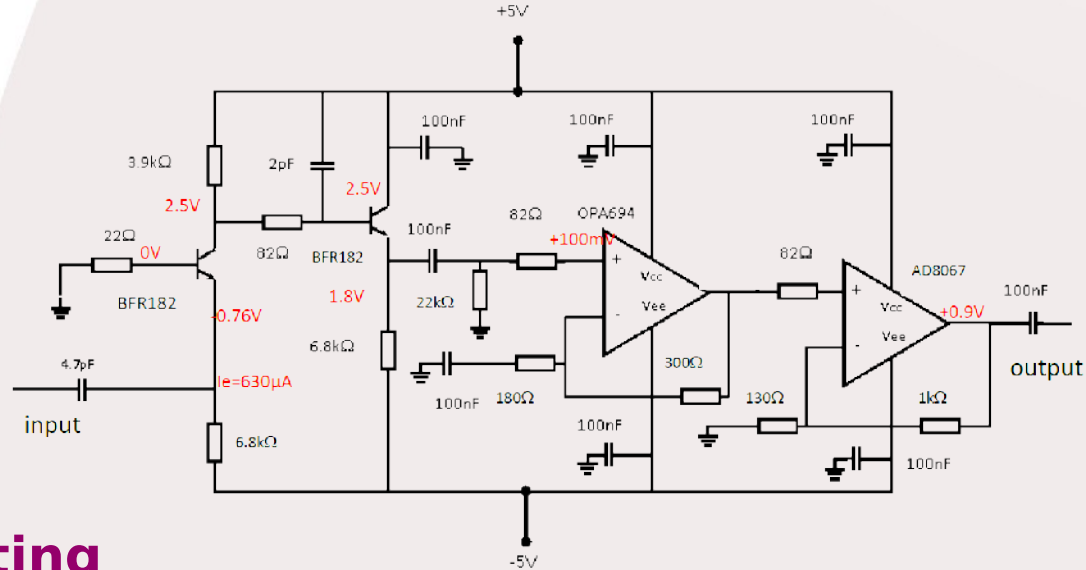 +5V
100nF
100nF
100nF
3.9kΩ
2pF
2.5V
2.5V
22Ω
0V
82Ω
BFR182
100nF
82Ω
OPA694
+100mV
+
Vcc
Vee
-
82Ω
AD8067
+
Vcc
Vee
-
+0.9V
100nF
BFR182
-0.76V
1.8V
22kΩ
6.8kΩ
4.7pF
Ie=630µA
input
6.8kΩ
100nF
180Ω
300Ω
130Ω
1kΩ
output
100nF
100nF
-5V
ting